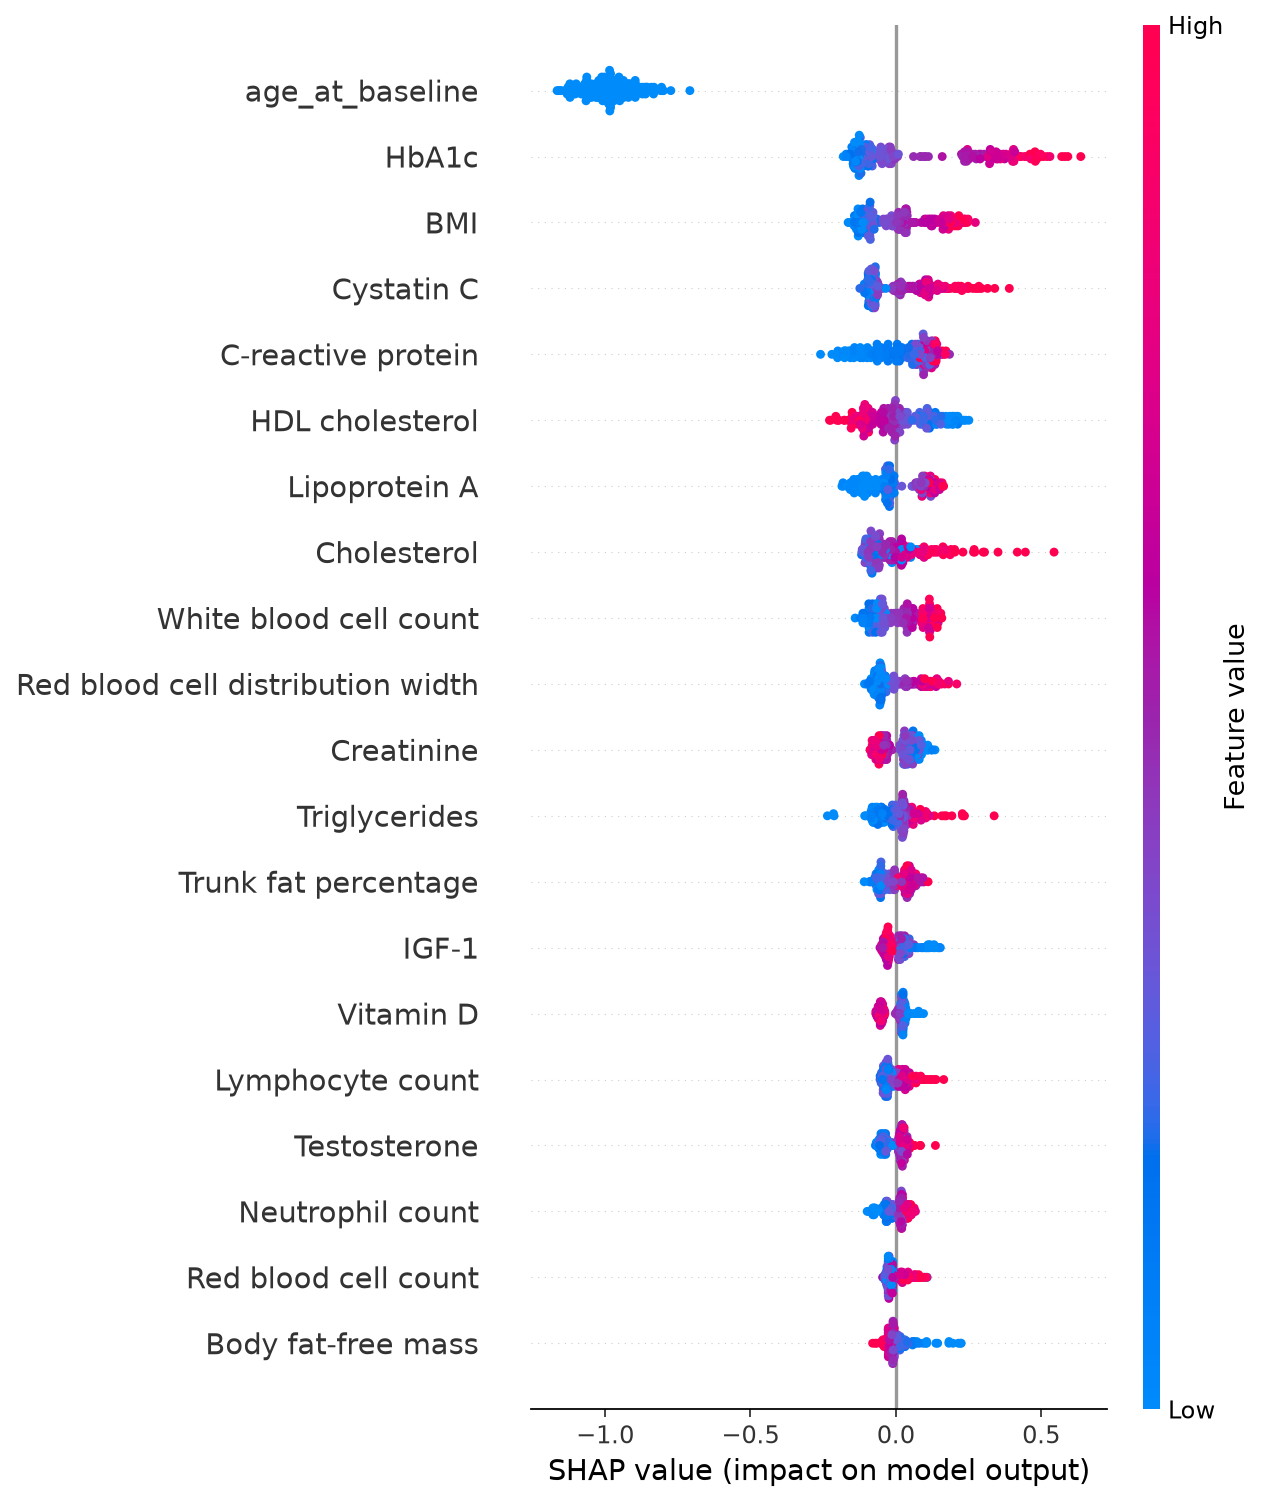 High
age_at_baseline
HbA1c
BMI
Cystatin C
C-reactive protein
HDL cholesterol
Lipoprotein A
Cholesterol
White blood cell count
Red blood cell distribution width
Creatinine
Triglycerides
Trunk fat percentage
IGF-1
Vitamin D
Lymphocyte count
Testosterone
Neutrophil count
Red blood cell count
Body fat-free mass
Feature value
Low
−1.0 −0.5 0.0 0.5
SHAP value (impact on model output)